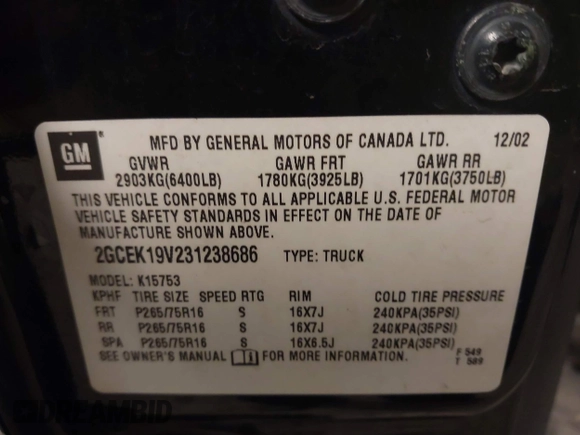 GM
MFD BY GENERAL MOTORS OF CANADA LTD. 12/02
GVWR GAWR FRT GAWR RR
2903KG(6400LB) 1780KG(3925LB) 1701KG(3750LB)
THIS VEHICLE CONFORMS TO ALL APPLICABLE U.S. FEDERAL MOTOR
VEHICLE SAFETY STANDARDS IN EFFECT ON THE DATE OF
MANUFACTURE SHOWN ABOVE.
2GCEK19V231238686 TYPE: TRUCK
MODEL: K15753
KPHF TIRE SIZE SPEED RTG RIM COLD TIRE PRESSURE
FRT P265/75R16 S 16X7J 240KPA(35PSI)
RR P265/75R16 S 16X7J 240KPA(35PSI)
SPA P265/75R16 S 16X6.5J 240KPA(35PSI)
SEE OWNER'S MANUAL FOR MORE INFORMATION.
F 549
T 589
DREAMBID